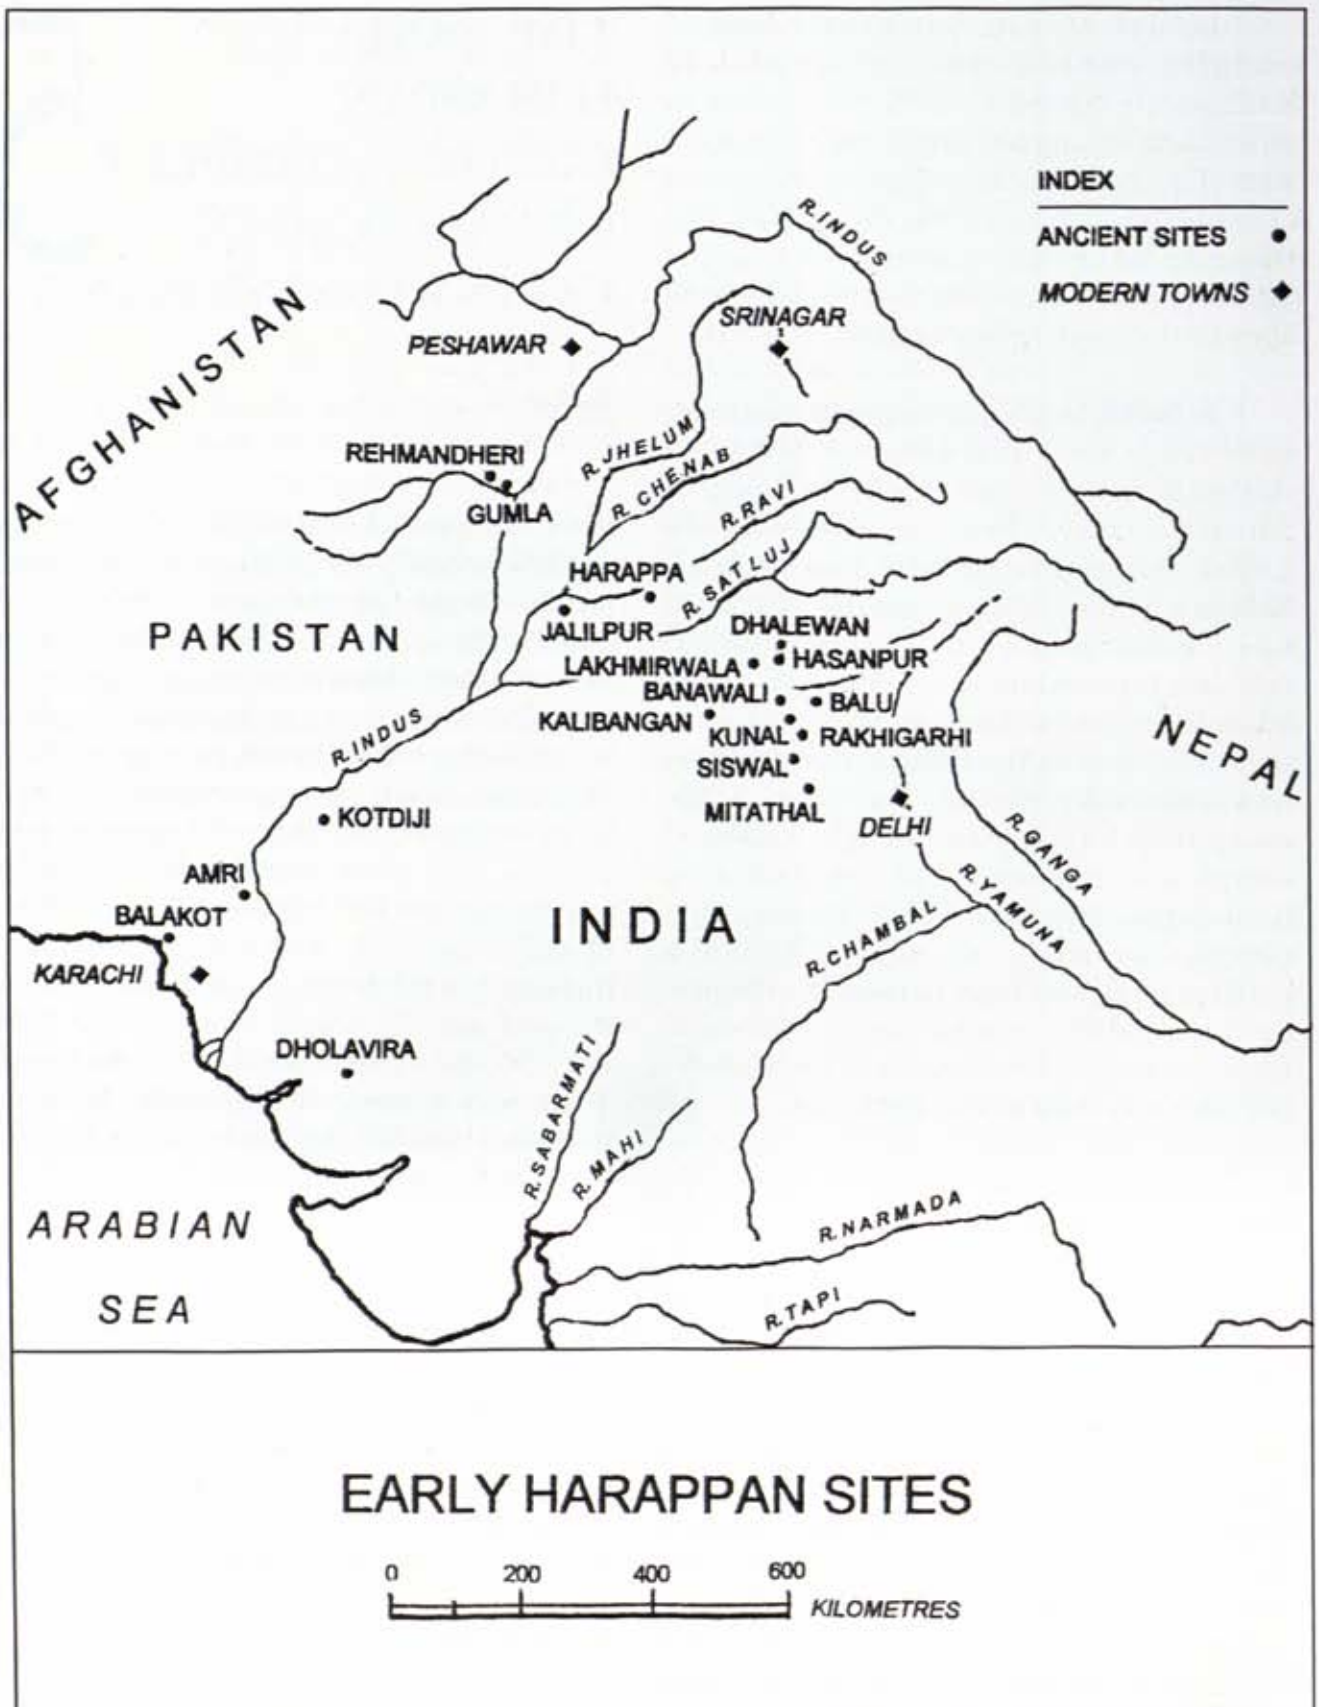 INDEX
ANCIENT SITES
MODERN TOWNS
R. INDUS
SRINAGAR
PESHAWAR
AFGHANISTAN
R. JHELUM
REHMANDHERI
R. CHENAB
GUMLA
R. RAVI
R. SATLUJ
HARAPPA
JALILPUR
DHALEWAN
PAKISTAN
LAKHMIRWALA
HASANPUR
BANAWALI
BALU
KALIBANGAN
KUNAL
RAKHIGARHI
NEPAL
R. INDUS
SISWAL
MITATHAL
KOTDIJI
DELHI
R. GANGA
AMRI
BALAKOT
INDIA
R. YAMUNA
R. CHAMBAL
KARACHI
DHOLAVIRA
R. SABARMATI
R. MAHI
ARABIAN
SEA
R. NARMADA
R. TAPI
EARLY HARAPPAN SITES
0 200 400 600
KILOMETRES